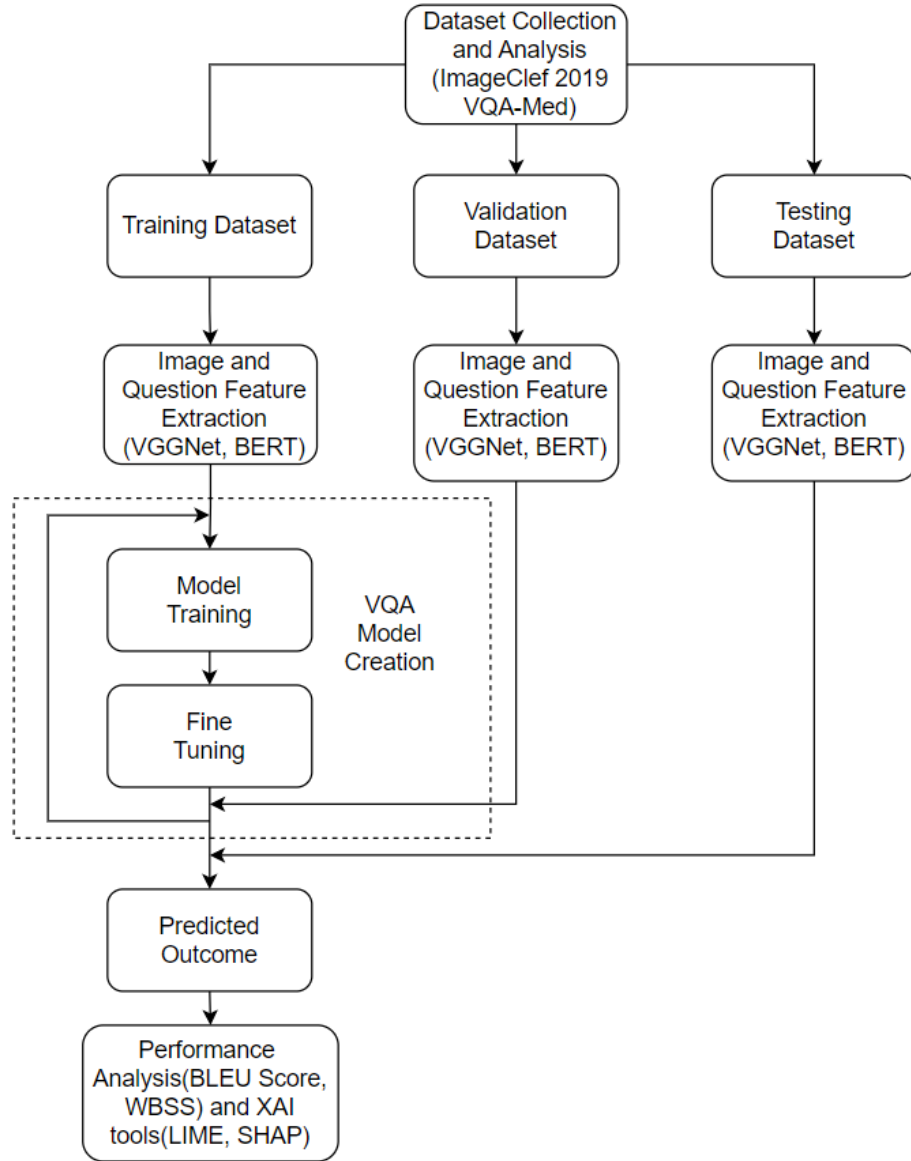 Dataset Collection
and Analysis
(ImageClef 2019
VQA-Med)
Training Dataset
Validation
Dataset
Testing
Dataset
Image and
Question Feature
Extraction
(VGGNet, BERT)
Image and
Question Feature
Extraction
(VGGNet, BERT)
Image and
Question Feature
Extraction
(VGGNet, BERT)
Model
Training
VQA
Model
Creation
Fine
Tuning
Predicted
Outcome
Performance
Analysis(BLEU Score,
WBSS) and XAI
tools(LIME, SHAP)